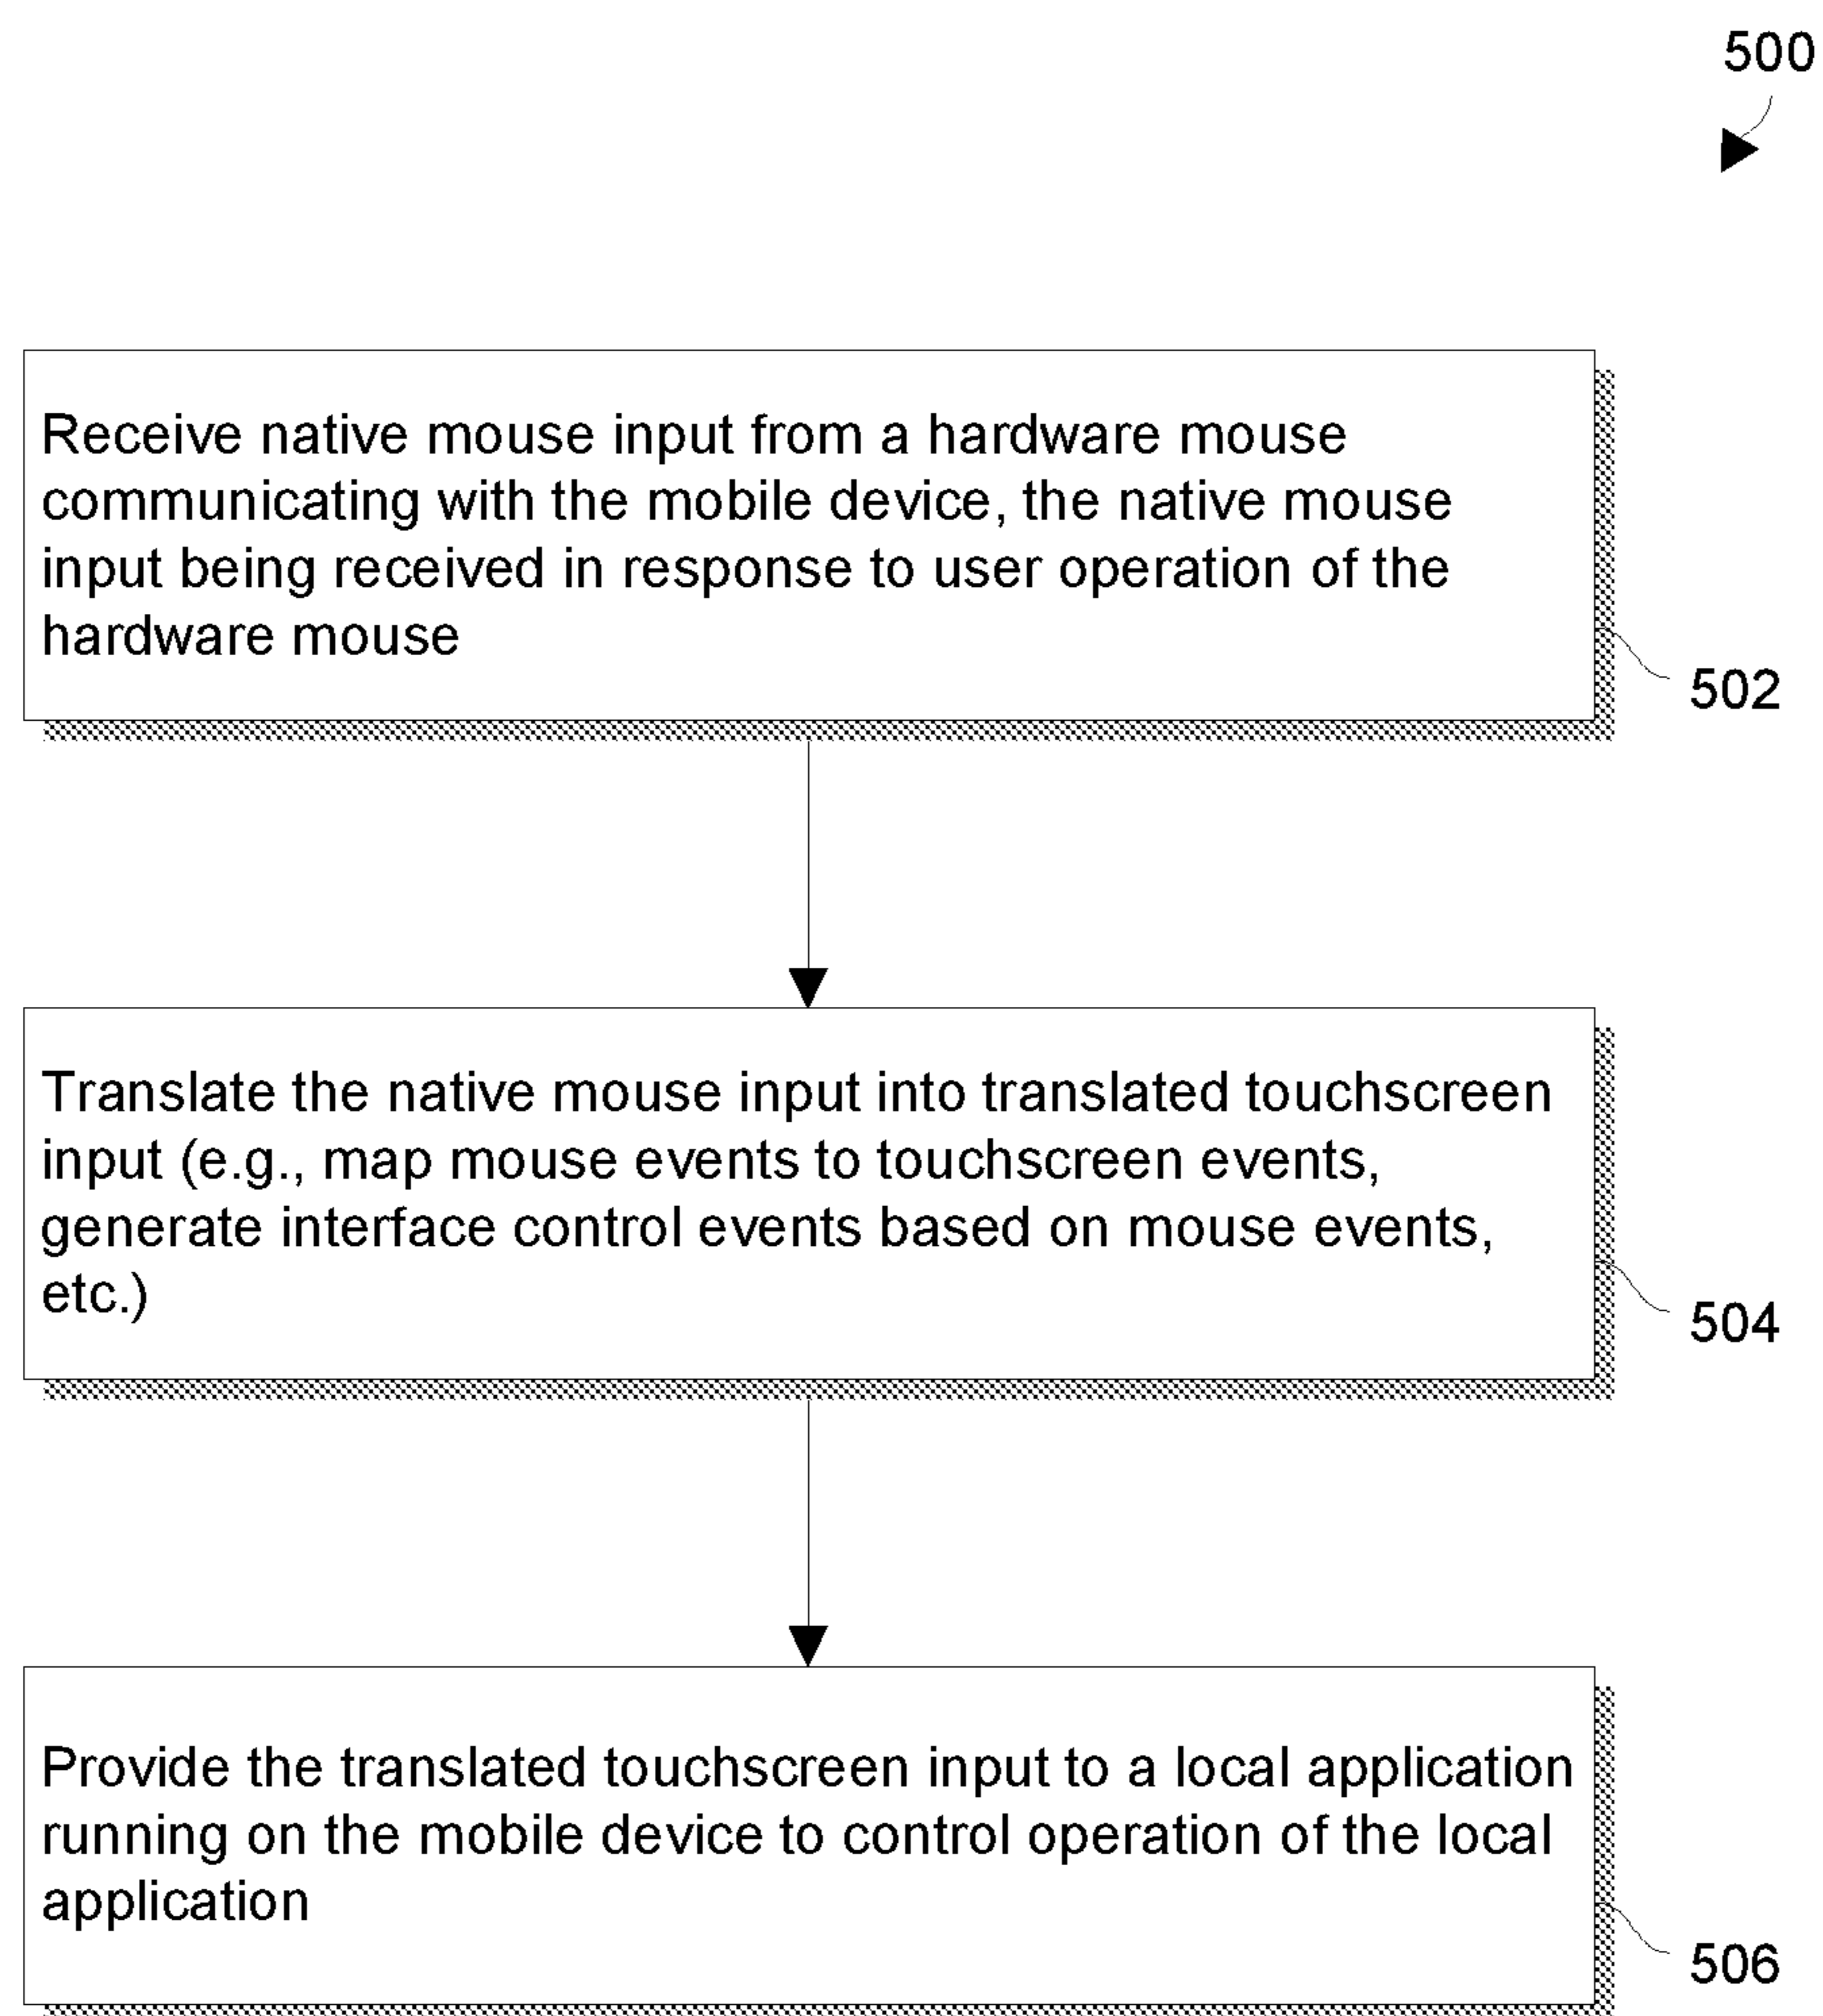 500
Receive native mouse input from a hardware mouse
communicating with the mobile device, the native mouse
input being received in response to user operation of the
hardware mouse
502
Translate the native mouse input into translated touchscreen
input (e.g., map mouse events to touchscreen events,
generate interface control events based on mouse events,
etc.)
504
Provide the translated touchscreen input to a local application
running on the mobile device to control operation of the local
application
506